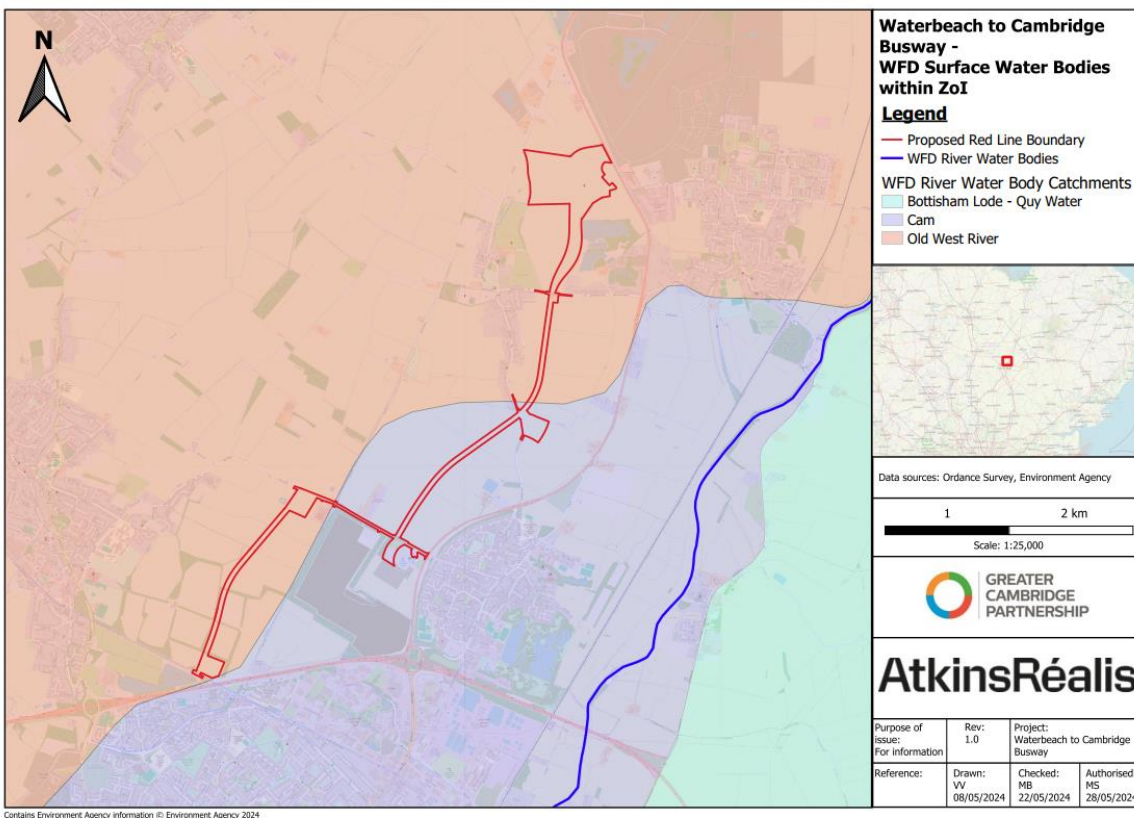 N
Waterbeach to Cambridge
Busway -
WFD Surface Water Bodies
within ZoI
Legend
Proposed Red Line Boundary
WFD River Water Bodies
WFD River Water Body Catchments
Bottisham Lode - Quy Water
Cam
Old West River
Data sources: Ordance Survey, Environment Agency
1 2 km
Scale: 1:25,000
GREATER
CAMBRIDGE
PARTNERSHIP
AtkinsRéalis
Purpose of
issue:
For information
Rev:
1.0
Project:
Waterbeach to Cambridge
Busway
Reference:
Drawn:
VV
08/05/2024
Checked:
MB
22/05/2024
Authorised
MS
28/05/2024
Contains Environment Agency information © Environment Agency 2024